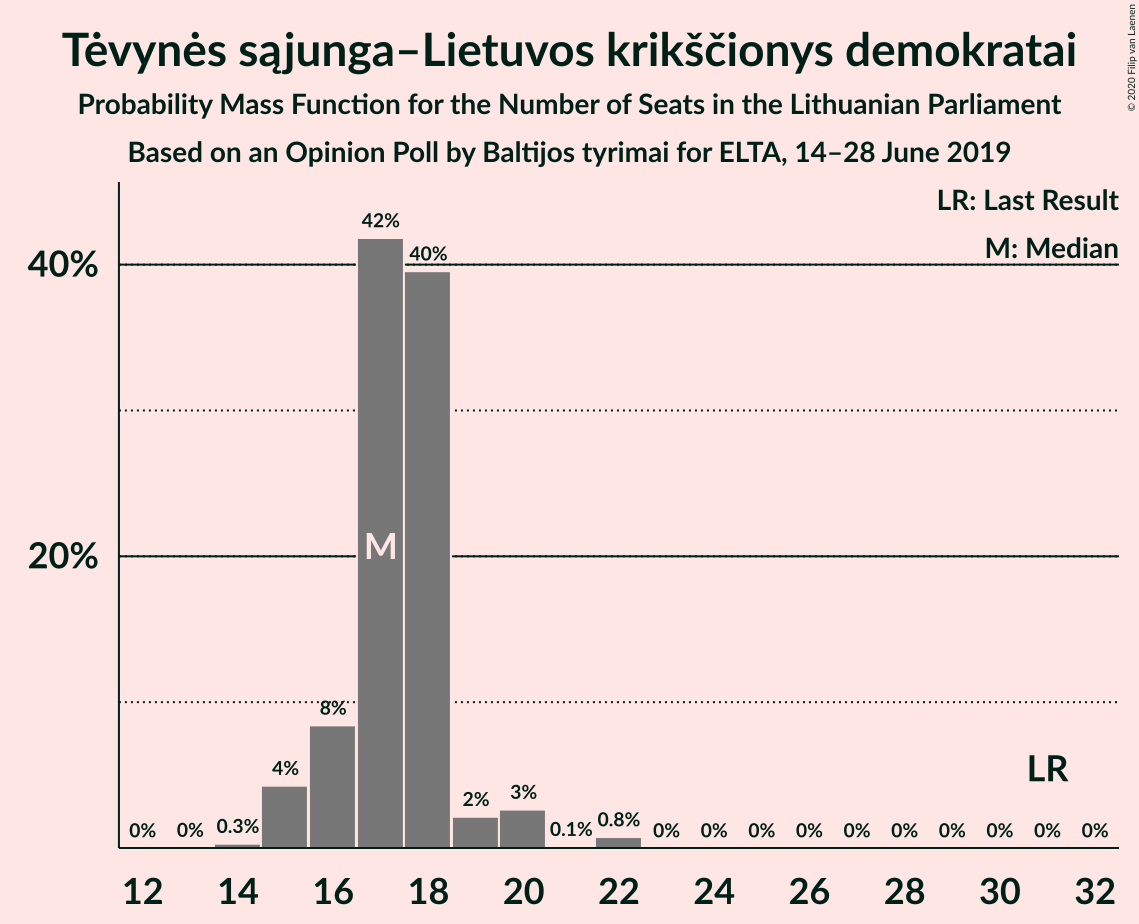 Tėvynės sąjunga–Lietuvos krikščionys demokratai
Probability Mass Function for the Number of Seats in the Lithuanian Parliament
Based on an Opinion Poll by Baltijos tyrimai for ELTA, 14–28 June 2019
© 2020 Filip van Laenen
LR: Last Result
M: Median
40%
20%
0% 0% 0.3% 4% 8% 42% 40% 2% 3% 0.1% 0.8% 0% 0% 0% 0% 0% 0% 0% 0% 0% 0%
M
LR
12 14 16 18 20 22 24 26 28 30 32